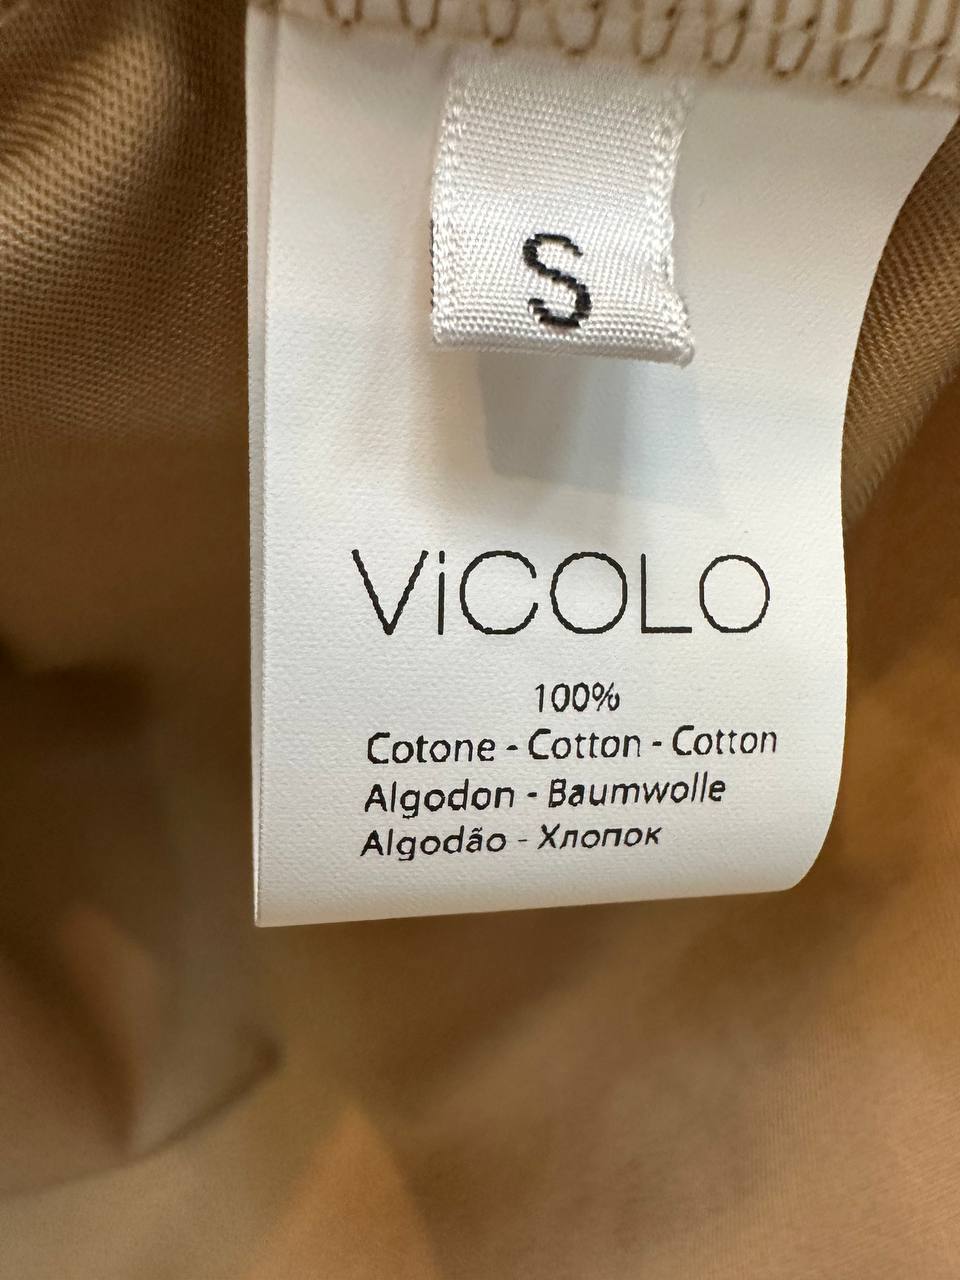 S
ViCOLO
100%
Cotone - Cotton - Cotton
Algodon - Baumwolle
Algodão - Хлопок